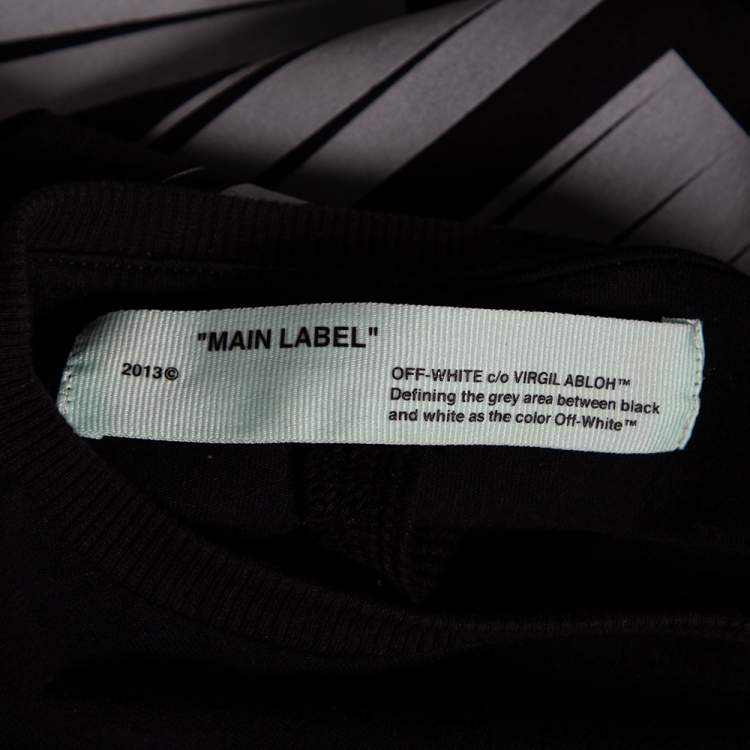 "MAIN LABEL"
2013©
OFF-WHITE c/o VIRGIL ABLOH™
Defining the grey area between black
and white as the color Off-White™